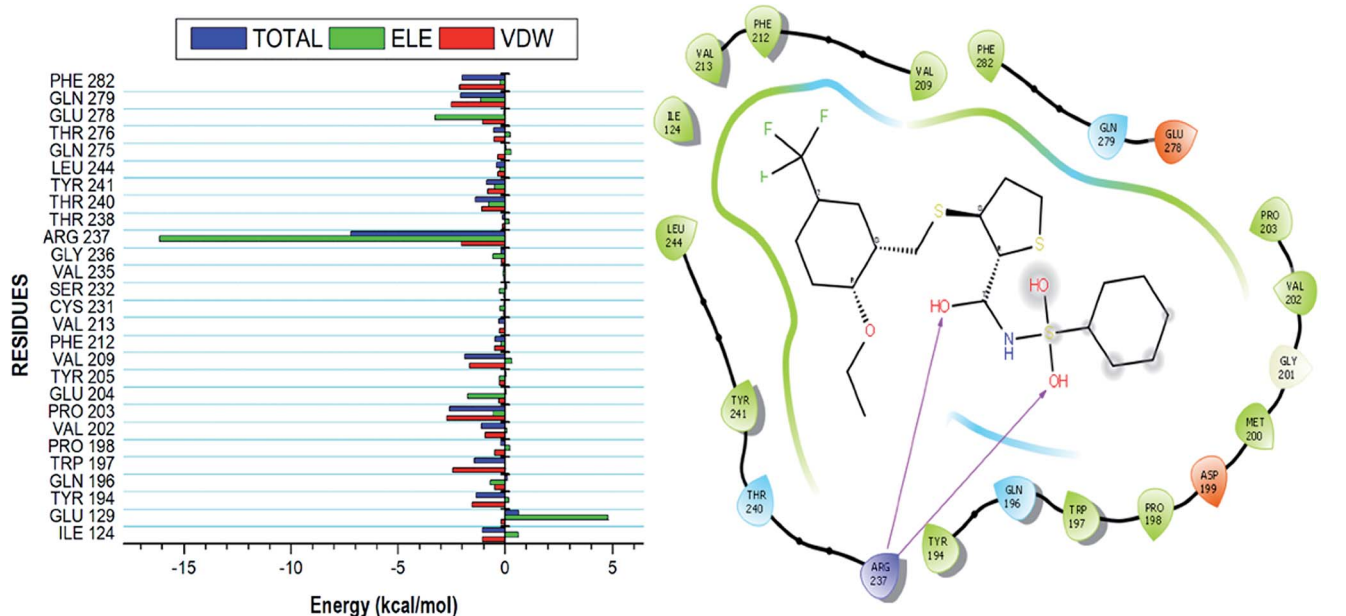 TOTAL ELE VDW
RESIDUES
PHE 282
GLN 279
GLU 278
THR 276
GLN 275
LEU 244
TYR 241
THR 240
THR 238
ARG 237
GLY 236
VAL 235
SER 232
CYS 231
VAL 213
PHE 212
VAL 209
TYR 205
GLU 204
PRO 203
VAL 202
PRO 198
TRP 197
GLN 196
TYR 194
GLU 129
ILE 124
-15 -10 -5 0 5
Energy (kcal/mol)
PHE
212
VAL
213
VAL
209
PHE
282
ILE
124
GLN
279
GLU
278
F F
S
S
LEU
244
PRO
203
HO
VAL
202
HO
O
N
H
S
OH
GLY
201
TYR
241
MET
200
THR
240
GLN
196
TRP
197
PRO
198
ASP
199
TYR
194
ARG
237